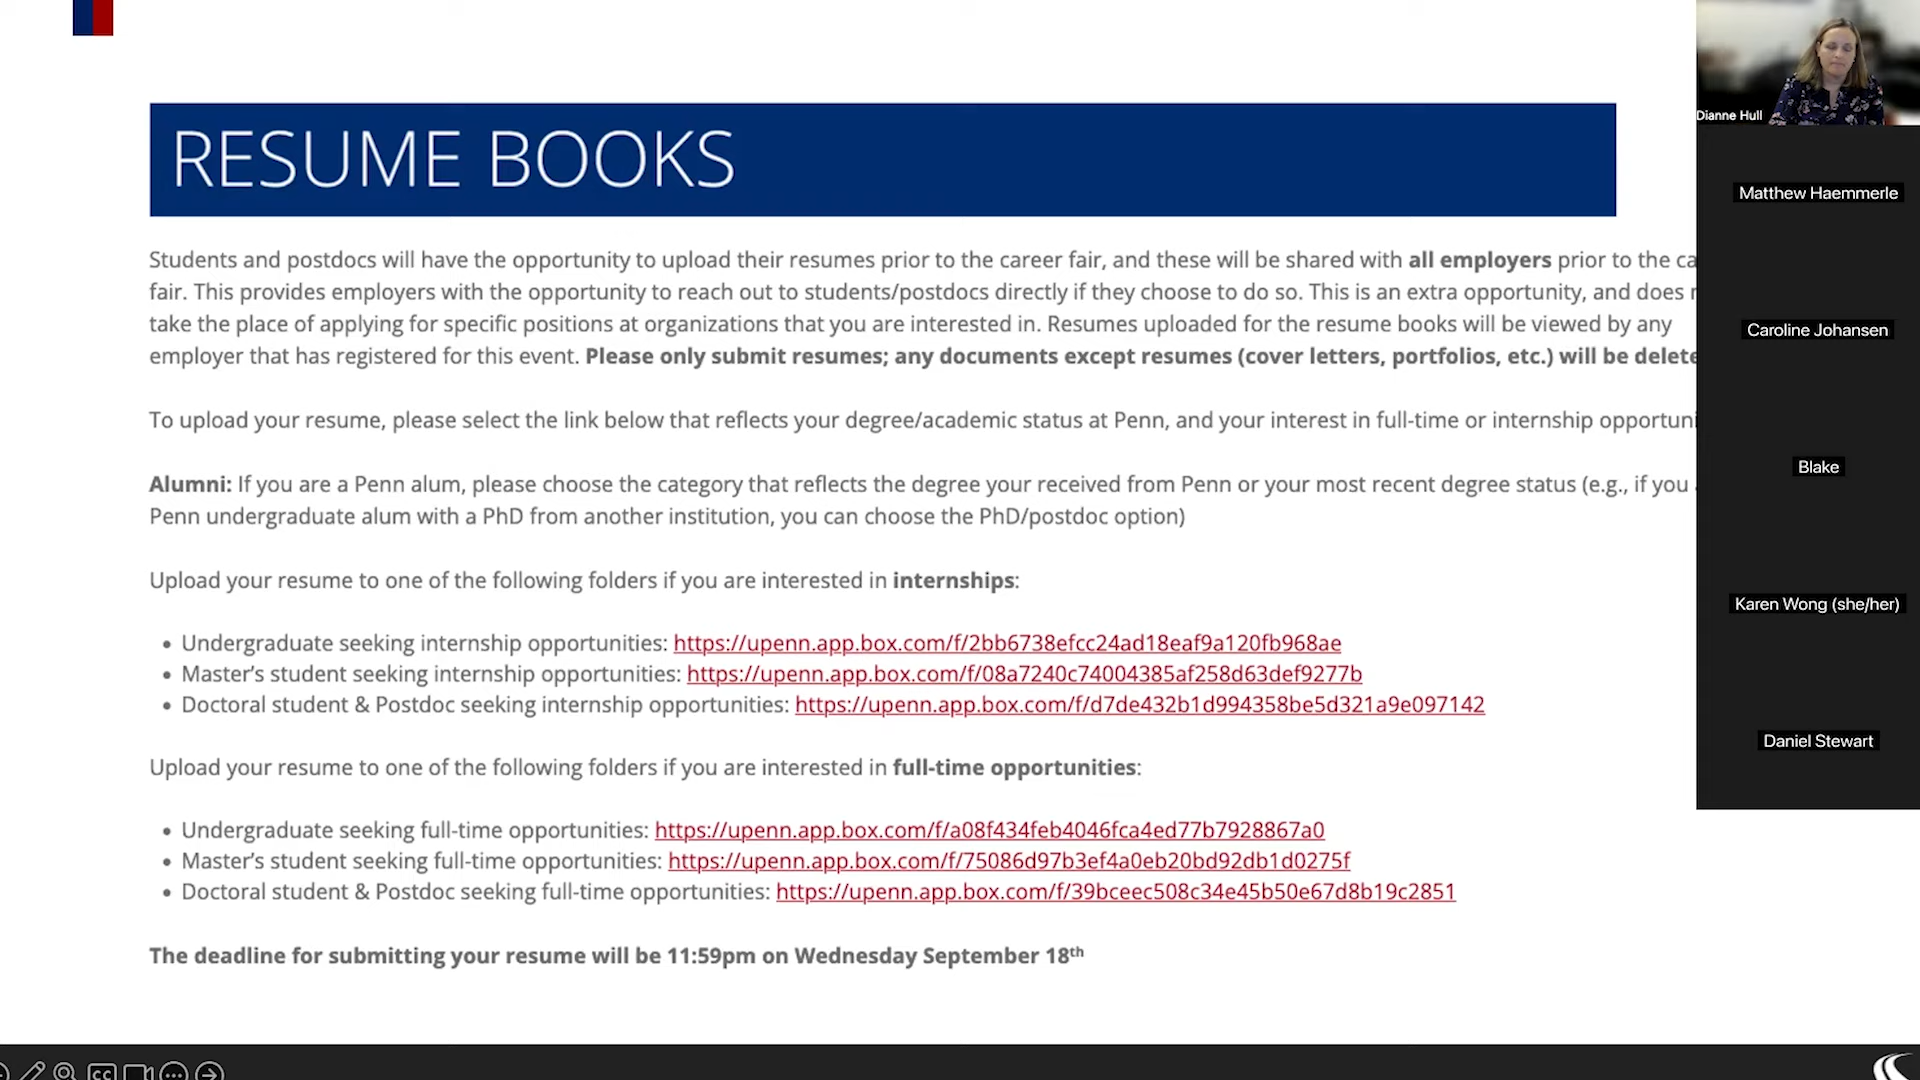 RESUME BOOKS
Students and postdocs will have the opportunity to upload their resumes prior to the career fair, and these will be shared with all employers prior to the ca
fair. This provides employers with the opportunity to reach out to students/postdocs directly if they choose to do so. This is an extra opportunity, and does
take the place of applying for specific positions at organizations that you are interested in. Resumes uploaded for the resume books will be viewed by any
employer that has registered for this event. Please only submit resumes; any documents except resumes (cover letters, portfolios, etc.) will be delete
To upload your resume, please select the link below that reflects your degree/academic status at Penn, and your interest in full-time or internship opportuni
Alumni: If you are a Penn alum, please choose the category that reflects the degree your received from Penn or your most recent degree status (e.g., if you
Penn undergraduate alum with a PhD from another institution, you can choose the PhD/postdoc option)
Upload your resume to one of the following folders if you are interested in internships:
• Undergraduate seeking internship opportunities: https://upenn.app.box.com/f/2bb6738efcc24ad18eaf9a120fb968ae
• Master's student seeking internship opportunities: https://upenn.app.box.com/f/08a7240c74004385af258d63def9277b
• Doctoral student & Postdoc seeking internship opportunities: https://upenn.app.box.com/f/d7de432b1d994358be5d321a9e097142
Upload your resume to one of the following folders if you are interested in full-time opportunities:
• Undergraduate seeking full-time opportunities: https://upenn.app.box.com/f/a08f434feb4046fca4ed77b7928867a0
• Master's student seeking full-time opportunities: https://upenn.app.box.com/f/75086d97b3ef4a0eb20bd92db1d0275f
• Doctoral student & Postdoc seeking full-time opportunities: https://upenn.app.box.com/f/39bceec508c34e45b50e67d8b19c2851
The deadline for submitting your resume will be 11:59pm on Wednesday September 18th
Dianne Hull
Matthew Haemmerle
Caroline Johansen
Blake
Karen Wong (she/her)
Daniel Stewart
CC